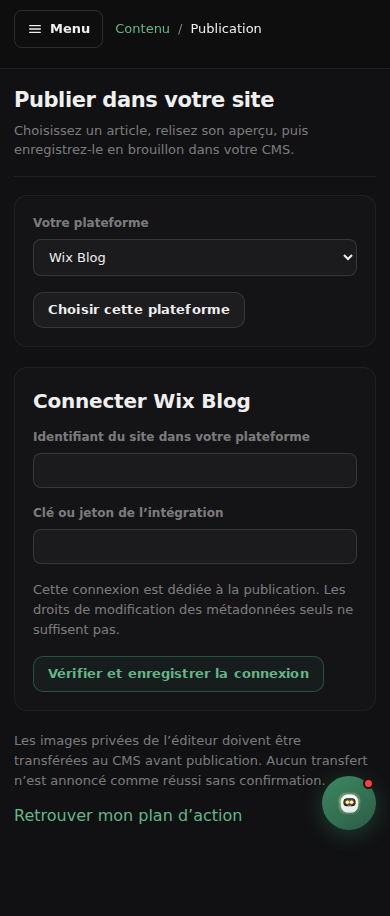 Menu
Contenu / Publication
Publier dans votre site
Choisissez un article, relisez son aperçu, puis
enregistrez-le en brouillon dans votre CMS.
Votre plateforme
Wix Blog
Choisir cette plateforme
Connecter Wix Blog
Identifiant du site dans votre plateforme
Clé ou jeton de l’intégration
Cette connexion est dédiée à la publication. Les
droits de modification des métadonnées seuls ne
suffisent pas.
Vérifier et enregistrer la connexion
Les images privées de l’éditeur doivent être
transférées au CMS avant publication. Aucun transfert
n’est annoncé comme réussi sans confirmation.
Retrouver mon plan d’action